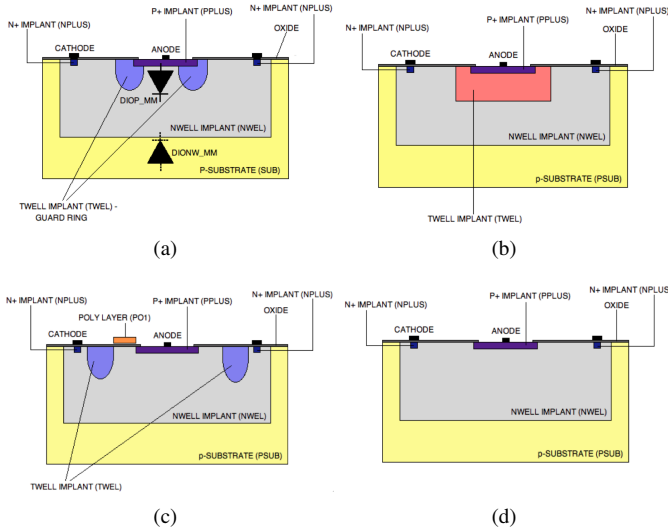 N+ IMPLANT (NPLUS)
P+ IMPLANT (PPLUS)
N+ IMPLANT (NPLUS)
OXIDE
CATHODE
ANODE
DIOP_MM
NWELL IMPLANT (NWEL)
DIONW_MM
P-SUBSTRATE (SUB)
TWELL IMPLANT (TWEL) -
GUARD RING
(a)
N+ IMPLANT (NPLUS)
P+ IMPLANT (PPLUS)
N+ IMPLANT (NPLUS)
OXIDE
CATHODE
ANODE
NWELL IMPLANT (NWEL)
p-SUBSTRATE (PSUB)
TWELL IMPLANT (TWEL)
(b)
N+ IMPLANT (NPLUS)
P+ IMPLANT (PPLUS)
N+ IMPLANT (NPLUS)
POLY LAYER (PO1)
OXIDE
CATHODE
ANODE
NWELL IMPLANT (NWEL)
p-SUBSTRATE (PSUB)
TWELL IMPLANT (TWEL)
(c)
N+ IMPLANT (NPLUS)
P+ IMPLANT (PPLUS)
N+ IMPLANT (NPLUS)
OXIDE
CATHODE
ANODE
NWELL IMPLANT (NWEL)
p-SUBSTRATE (PSUB)
(d)